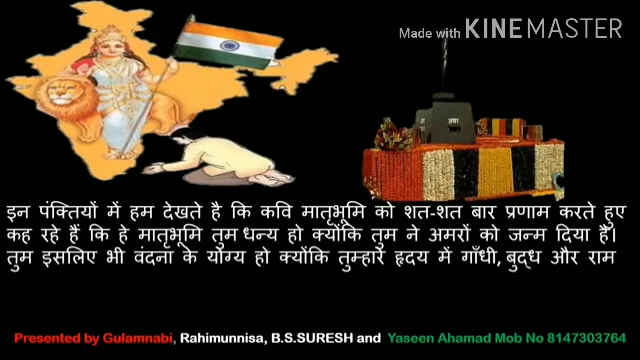 Made with KINEMASTER
अमर
इन पंक्तियों में हम देखते है कि कवि मातृभूमि को शत-शत बार प्रणाम करते हुए
कह रहे हैं कि हे मातृभूमि तुम धन्य हो क्योंकि तुम ने अमरों को जन्म दिया है।
तुम इसलिए भी वंदना के योग्य हो क्योंकि तुम्हारे हृदय में गाँधी, बुद्ध और राम
Presented by Gulamnabi, Rahimunnisa, B.S.SURESH and Yaseen Ahamad Mob No 8147303764